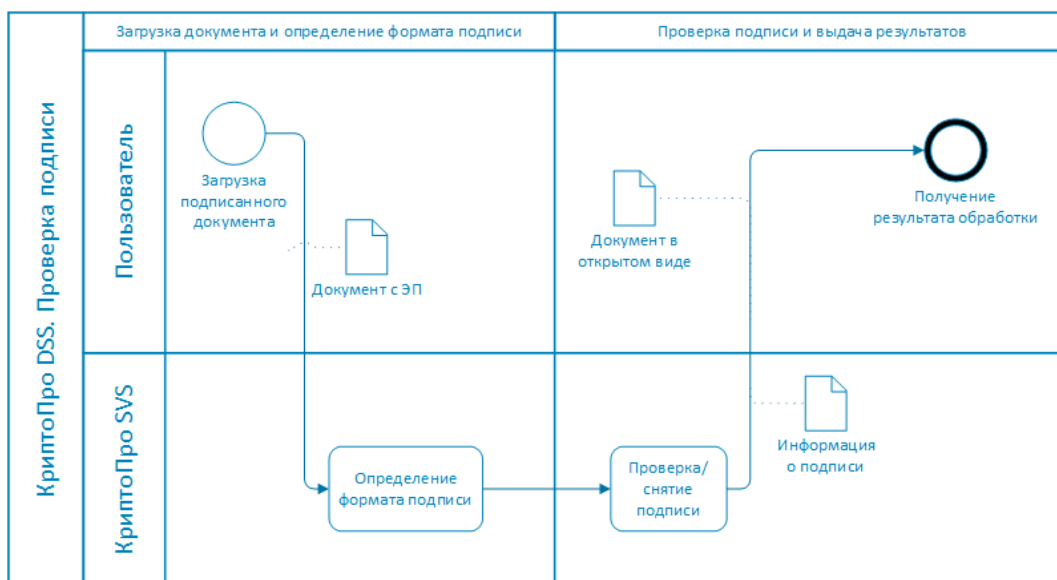 КриптоПро DSS. Проверка подписи
Загрузка документа и определение формата подписи
Проверка подписи и выдача результатов
Пользователь
Загрузка
подписанного
документа
Документ с ЭП
Документ в
открытом виде
Получение
результата обработки
КриптоПро SVS
Определение
формата подписи
Проверка/
снятие
подписи
Информация
о подписи